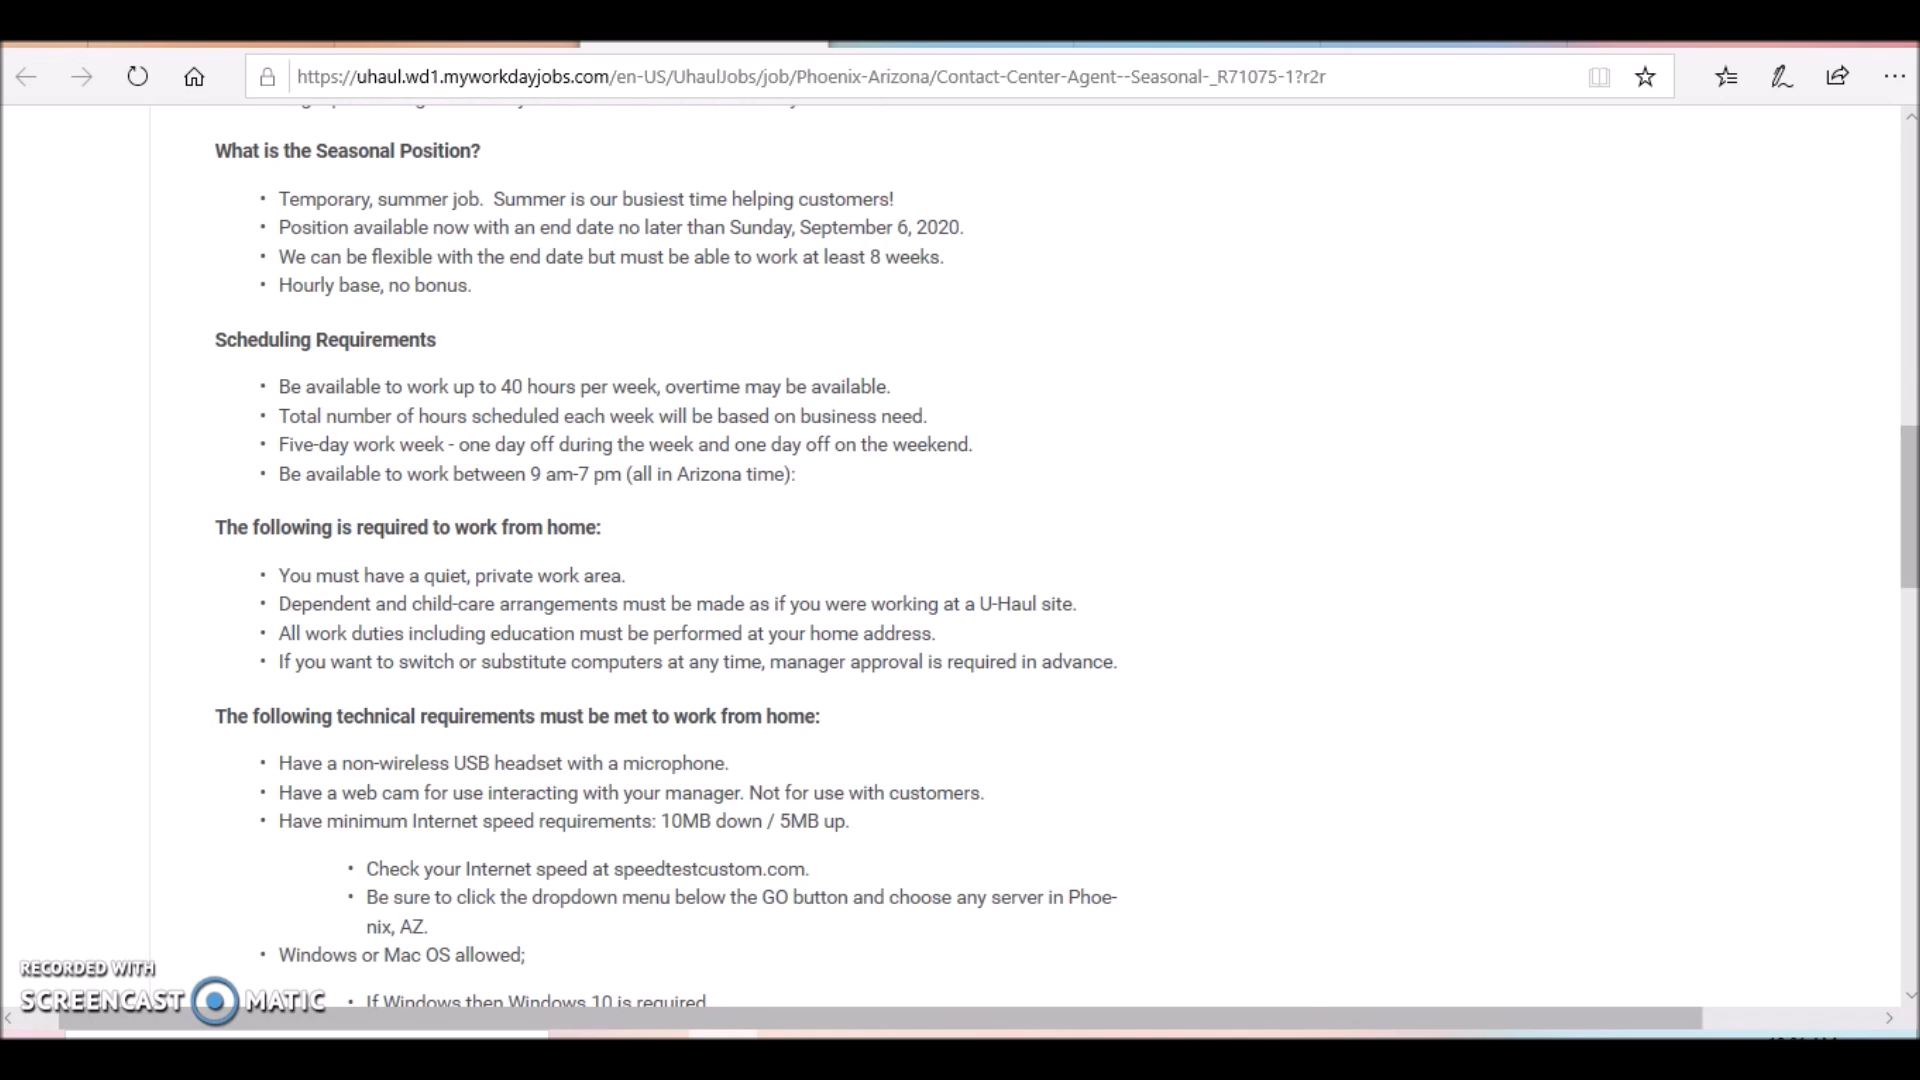 https://uhaul.wd1.myworkdayjobs.com/en-US/UhaulJobs/job/Phoenix-Arizona/Contact-Center-Agent--Seasonal-_R71075-1?r2r
What is the Seasonal Position?
• Temporary, summer job.  Summer is our busiest time helping customers!
• Position available now with an end date no later than Sunday, September 6, 2020.
• We can be flexible with the end date but must be able to work at least 8 weeks.
• Hourly base, no bonus.
Scheduling Requirements
• Be available to work up to 40 hours per week, overtime may be available.
• Total number of hours scheduled each week will be based on business need.
• Five-day work week - one day off during the week and one day off on the weekend.
• Be available to work between 9 am-7 pm (all in Arizona time):
The following is required to work from home:
• You must have a quiet, private work area.
• Dependent and child-care arrangements must be made as if you were working at a U-Haul site.
• All work duties including education must be performed at your home address.
• If you want to switch or substitute computers at any time, manager approval is required in advance.
The following technical requirements must be met to work from home:
• Have a non-wireless USB headset with a microphone.
• Have a web cam for use interacting with your manager. Not for use with customers.
• Have minimum Internet speed requirements: 10MB down / 5MB up.
• Check your Internet speed at speedtestcustom.com.
• Be sure to click the dropdown menu below the GO button and choose any server in Phoe-
nix, AZ.
• Windows or Mac OS allowed;
• If Windows then Windows 10 is required
RECORDED WITH
SCREENCAST MATIC